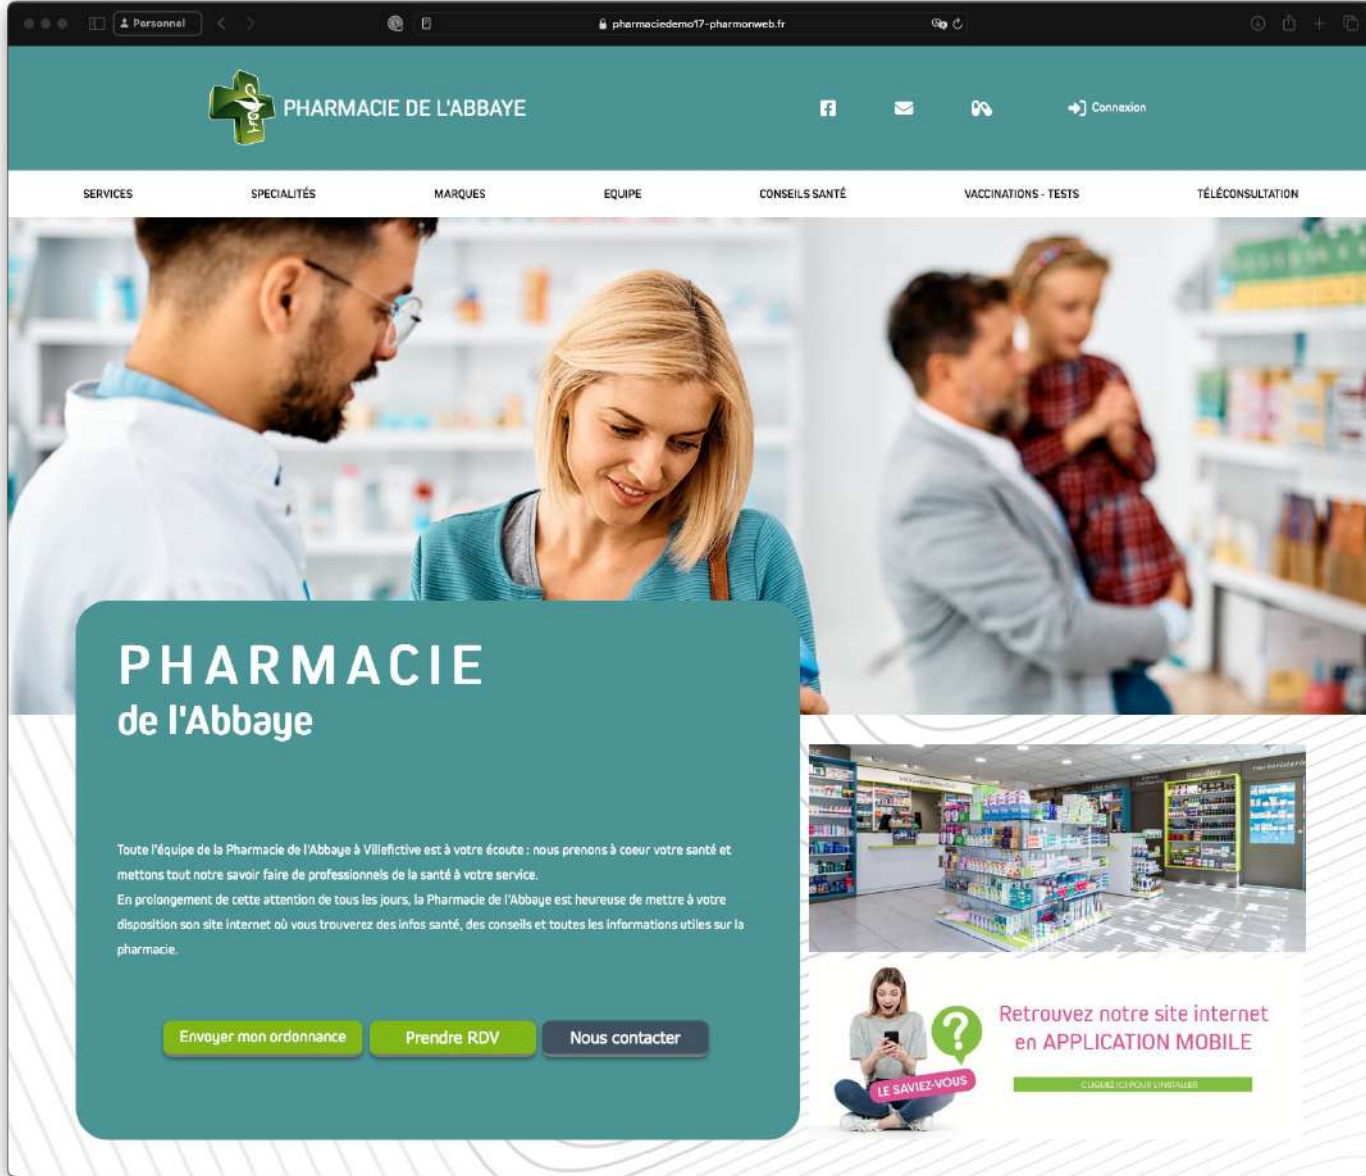 Personnel
pharmaciedemo17-pharmonweb.fr
PHARMACIE DE L'ABBAYE
Connexion
SERVICES
SPECIALITÉS
MARQUES
EQUIPE
CONSEILS SANTÉ
VACCINATIONS - TESTS
TÉLÉCONSULTATION
PHARMACIE
de l'Abbaye
Toute l'équipe de la Pharmacie de l'Abbaye à Villefictive est à votre écoute : nous prenons à coeur votre santé et
mettons tout notre savoir faire de professionnels de la santé à votre service.
En prolongement de cette attention de tous les jours, la Pharmacie de l'Abbaye est heureuse de mettre à votre
disposition son site internet où vous trouverez des infos santé, des conseils et toutes les informations utiles sur la
pharmacie.
Envoyer mon ordonnance
Prendre RDV
Nous contacter
LE SAVIEZ-VOUS
?
Retrouvez notre site internet
en APPLICATION MOBILE
CLIQUEZ ICI POUR L'INSTALLER